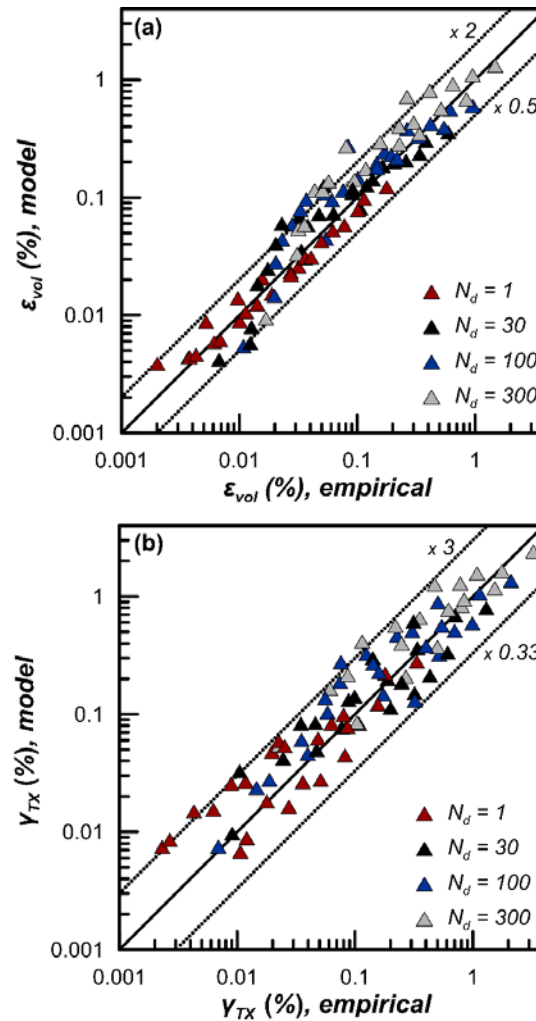 (a)
x 2
x 0.5
1
0.1
0.01
0.001
ε_vol (%), model
N_d = 1
N_d = 30
N_d = 100
N_d = 300
0.001 0.01 0.1 1
ε_vol (%), empirical
(b)
x 3
x 0.33
1
0.1
0.01
0.001
γ_TX (%), model
N_d = 1
N_d = 30
N_d = 100
N_d = 300
0.001 0.01 0.1 1
γ_TX (%), empirical